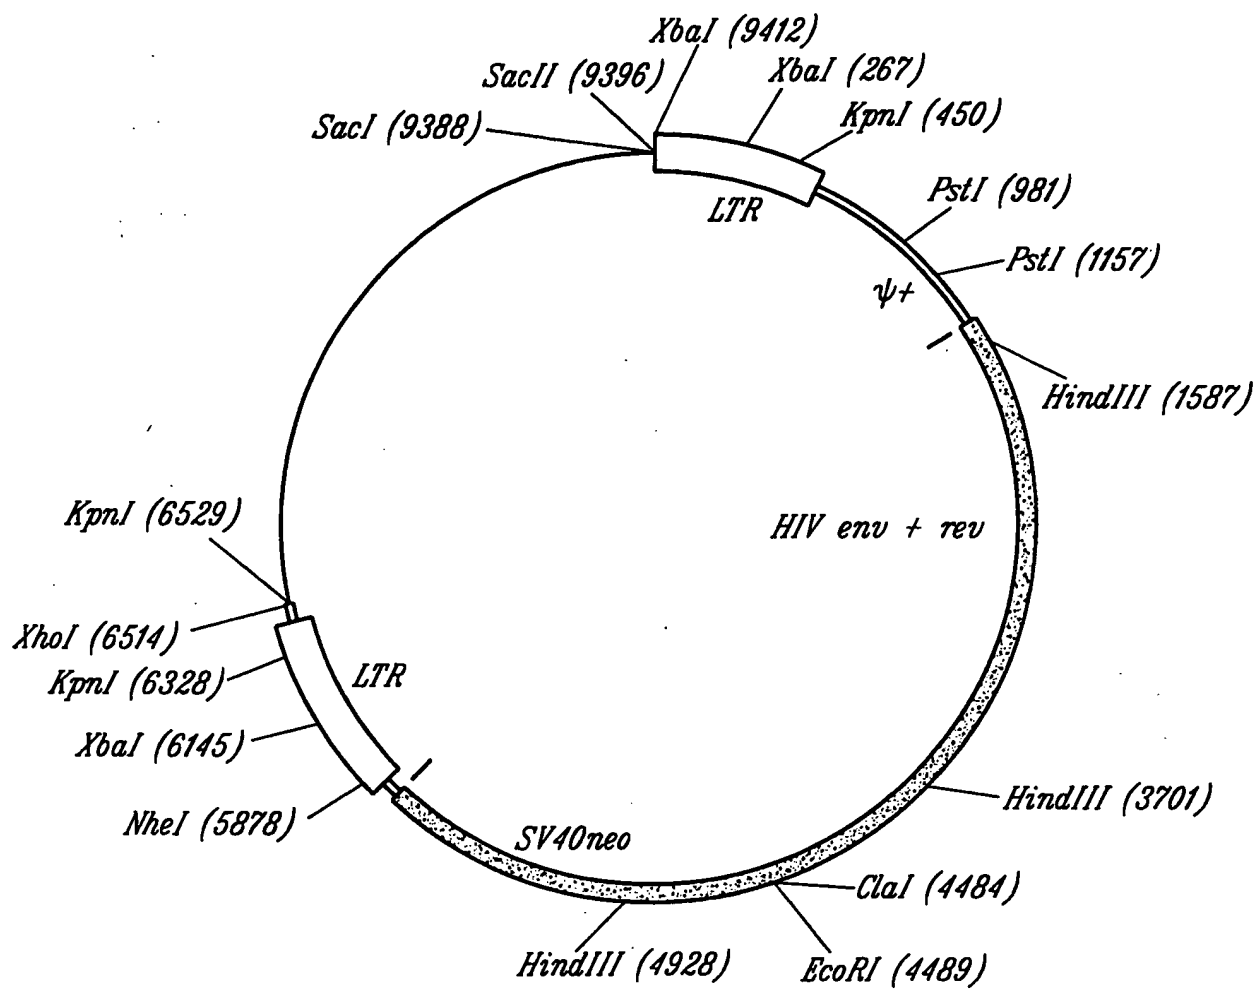 XbaI (9412)
SacII (9396)
XbaI (267)
SacI (9388)
KpnI (450)
LTR
PstI (981)
PstI (1157)
ψ+
HindIII (1587)
KpnI (6529)
HIV env + rev
XhoI (6514)
KpnI (6328)
LTR
XbaI (6145)
NheI (5878)
HindIII (3701)
SV40neo
ClaI (4484)
HindIII (4928)
EcoRI (4489)